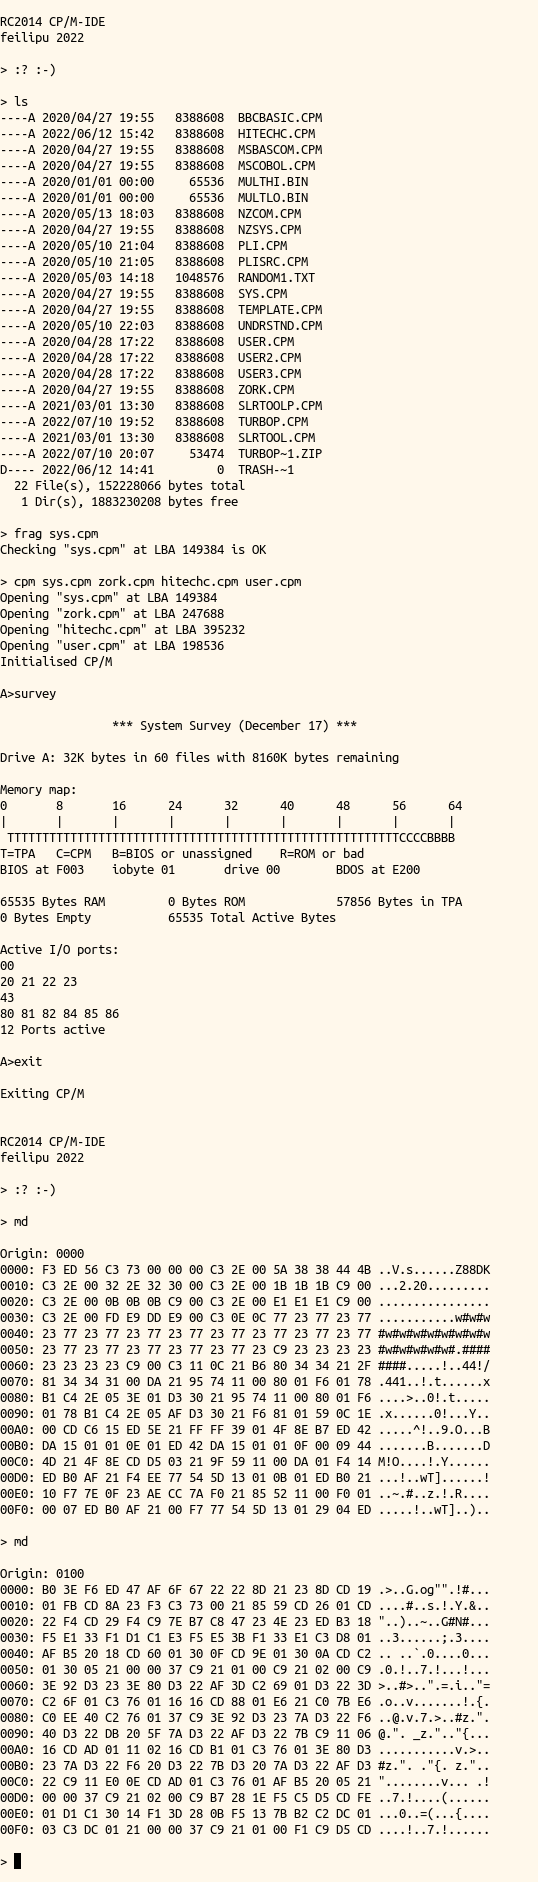 RC2014 CP/M-IDE
feilipu 2022
> :? :-)
> ls
----A 2020/04/27 19:55   8388608  BBCBASIC.CPM
----A 2022/06/12 15:42   8388608  HITECHC.CPM
----A 2020/04/27 19:55   8388608  MSBASCOM.CPM
----A 2020/04/27 19:55   8388608  MSCOBOL.CPM
----A 2020/01/01 00:00     65536  MULTHI.BIN
----A 2020/01/01 00:00     65536  MULTLO.BIN
----A 2020/05/13 18:03   8388608  NZCOM.CPM
----A 2020/04/27 19:55   8388608  NZSYS.CPM
----A 2020/05/10 21:04   8388608  PLI.CPM
----A 2020/05/10 21:05   8388608  PLISRC.CPM
----A 2020/05/03 14:18   1048576  RANDOM1.TXT
----A 2020/04/27 19:55   8388608  SYS.CPM
----A 2020/04/27 19:55   8388608  TEMPLATE.CPM
----A 2020/05/10 22:03   8388608  UNDRSTND.CPM
----A 2020/04/28 17:22   8388608  USER.CPM
----A 2020/04/28 17:22   8388608  USER2.CPM
----A 2020/04/28 17:22   8388608  USER3.CPM
----A 2020/04/27 19:55   8388608  ZORK.CPM
----A 2021/03/01 13:30   8388608  SLRTOOLP.CPM
----A 2022/07/10 19:52   8388608  TURBOP.CPM
----A 2021/03/01 13:30   8388608  SLRTOOL.CPM
----A 2022/07/10 20:07     53474  TURBOP~1.ZIP
D---- 2022/06/12 14:41         0  TRASH-~1
  22 File(s), 152228066 bytes total
   1 Dir(s), 1883230208 bytes free
> frag sys.cpm
Checking "sys.cpm" at LBA 149384 is OK
> cpm sys.cpm zork.cpm hitechc.cpm user.cpm
Opening "sys.cpm" at LBA 149384
Opening "zork.cpm" at LBA 247688
Opening "hitechc.cpm" at LBA 395232
Opening "user.cpm" at LBA 198536
Initialised CP/M
A>survey
                *** System Survey (December 17) ***
Drive A: 32K bytes in 60 files with 8160K bytes remaining
Memory map:
0       8       16      24      32      40      48      56      64
|       |       |       |       |       |       |       |       |
 TTTTTTTTTTTTTTTTTTTTTTTTTTTTTTTTTTTTTTTTTTTTTTTTTTTTTTTTCCCCBBBB
T=TPA   C=CPM   B=BIOS or unassigned    R=ROM or bad
BIOS at F003    iobyte 01       drive 00        BDOS at E200
65535 Bytes RAM         0 Bytes ROM             57856 Bytes in TPA
0 Bytes Empty           65535 Total Active Bytes
Active I/O ports:
00
20 21 22 23
43
80 81 82 84 85 86
12 Ports active
A>exit
Exiting CP/M
RC2014 CP/M-IDE
feilipu 2022
> :? :-)
> md
Origin: 0000
0000: F3 ED 56 C3 73 00 00 00 C3 2E 00 5A 38 38 44 4B ..V.s......Z88DK
0010: C3 2E 00 32 2E 32 30 00 C3 2E 00 1B 1B 1B C9 00 ...2.20.........
0020: C3 2E 00 0B 0B 0B C9 00 C3 2E 00 E1 E1 E1 C9 00 ................
0030: C3 2E 00 FD E9 DD E9 00 C3 0E 0C 77 23 77 23 77 ...........w#w#w
0040: 23 77 23 77 23 77 23 77 23 77 23 77 23 77 23 77 #w#w#w#w#w#w#w#w
0050: 23 77 23 77 23 77 23 77 23 77 23 C9 23 23 23 23 #w#w#w#w#w#.####
0060: 23 23 23 23 C9 00 C3 11 0C 21 B6 80 34 34 21 2F ####.....!..44!/
0070: 81 34 34 31 00 DA 21 95 74 11 00 80 01 F6 01 78 .441..!.t......x
0080: B1 C4 2E 05 3E 01 D3 30 21 95 74 11 00 80 01 F6 ....>..0!.t.....
0090: 01 78 B1 C4 2E 05 AF D3 30 21 F6 81 01 59 0C 1E .x......0!...Y..
00A0: 00 CD C6 15 ED 5E 21 FF FF 39 01 4F 8E B7 ED 42 .....^!..9.O...B
00B0: DA 15 01 01 0E 01 ED 42 DA 15 01 01 0F 00 09 44 .......B.......D
00C0: 4D 21 4F 8E CD D5 03 21 9F 59 11 00 DA 01 F4 14 M!O....!.Y......
00D0: ED B0 AF 21 F4 EE 77 54 5D 13 01 0B 01 ED B0 21 ...!..wT]......!
00E0: 10 F7 7E 0F 23 AE CC 7A F0 21 85 52 11 00 F0 01 ..~.#..z.!.R....
00F0: 00 07 ED B0 AF 21 00 F7 77 54 5D 13 01 29 04 ED .....!..wT]..)..
> md
Origin: 0100
0000: B0 3E F6 ED 47 AF 6F 67 22 22 8D 21 23 8D CD 19 .>..G.og"".!#...
0010: 01 FB CD 8A 23 F3 C3 73 00 21 85 59 CD 26 01 CD ....#..s.!.Y.&..
0020: 22 F4 CD 29 F4 C9 7E B7 C8 47 23 4E 23 ED B3 18 "..)..~..G#N#...
0030: F5 E1 33 F1 D1 C1 E3 F5 E5 3B F1 33 E1 C3 D8 01 ..3......;.3....
0040: AF B5 20 18 CD 60 01 30 0F CD 9E 01 30 0A CD C2 .. ..`.0....0...
0050: 01 30 05 21 00 00 37 C9 21 01 00 C9 21 02 00 C9 .0.!..7.!...!...
0060: 3E 92 D3 23 3E 80 D3 22 AF 3D C2 69 01 D3 22 3D >..#>..".=.i.."=
0070: C2 6F 01 C3 76 01 16 16 CD 88 01 E6 21 C0 7B E6 .o..v.......!.{.
0080: C0 EE 40 C2 76 01 37 C9 3E 92 D3 23 7A D3 22 F6 ..@.v.7.>..#z.".
0090: 40 D3 22 DB 20 5F 7A D3 22 AF D3 22 7B C9 11 06 @.". _z.".."{...
00A0: 16 CD AD 01 11 02 16 CD B1 01 C3 76 01 3E 80 D3 ...........v.>..
00B0: 23 7A D3 22 F6 20 D3 22 7B D3 20 7A D3 22 AF D3 #z.". ."{. z."..
00C0: 22 C9 11 E0 0E CD AD 01 C3 76 01 AF B5 20 05 21 "........v... .!
00D0: 00 00 37 C9 21 02 00 C9 B7 28 1E F5 C5 D5 CD FE ..7.!....(......
00E0: 01 D1 C1 30 14 F1 3D 28 0B F5 13 7B B2 C2 DC 01 ...0..=(...{....
00F0: 03 C3 DC 01 21 00 00 37 C9 21 01 00 F1 C9 D5 CD ....!..7.!......
>